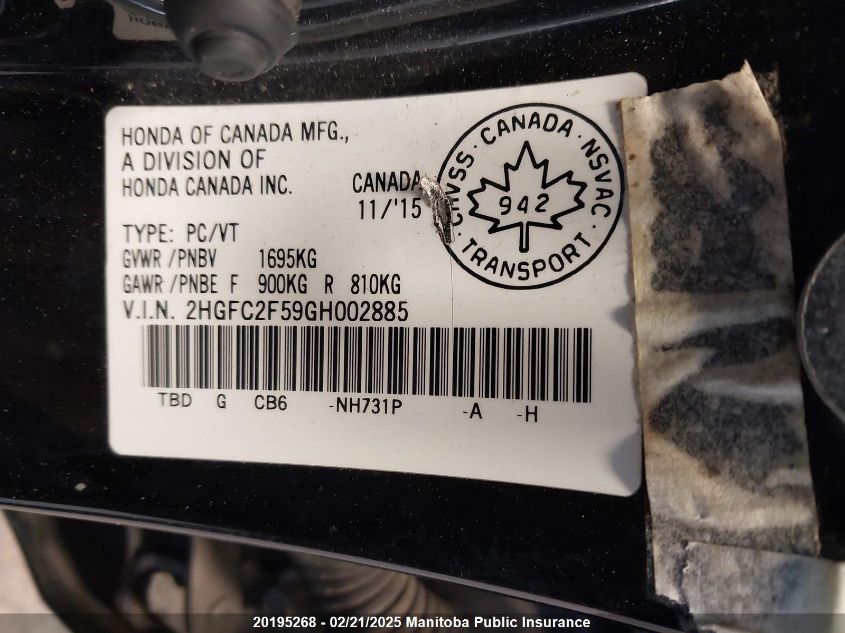 HONDA OF CANADA MFG.,
A DIVISION OF
HONDA CANADA INC.
CANADA
11/'15
TYPE: PC/VT
GVWR/PNBV 1695KG
GAWR/PNBE F 900KG R 810KG
V.I.N. 2HGFC2F59GH002885
TBD G CB6 -NH731P -A -H
CMVSS · CANADA · NSVAC ·
942
TRANSPORT
20195268 - 02/21/2025 Manitoba Public Insurance